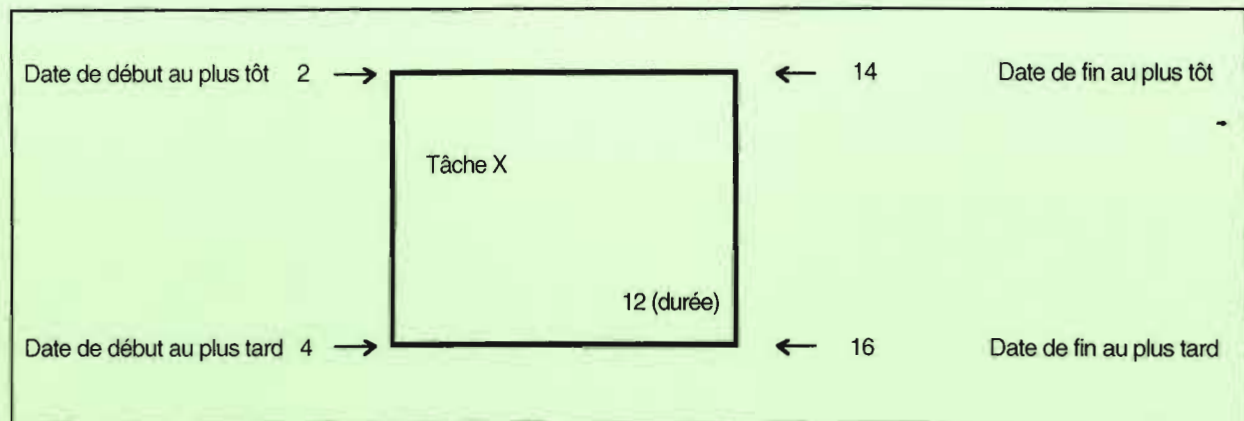 Date de début au plus tôt 2 → ← 14 Date de fin au plus tôt
Tâche X
12 (durée)
Date de début au plus tard 4 → ← 16 Date de fin au plus tard